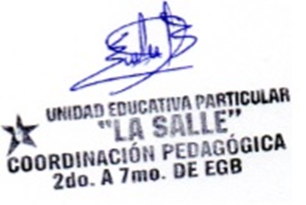 UNIDAD EDUCATIVA PARTICULAR
"LA SALLE"
COORDINACIÓN PEDAGÓGICA
2do. A 7mo. DE EGB